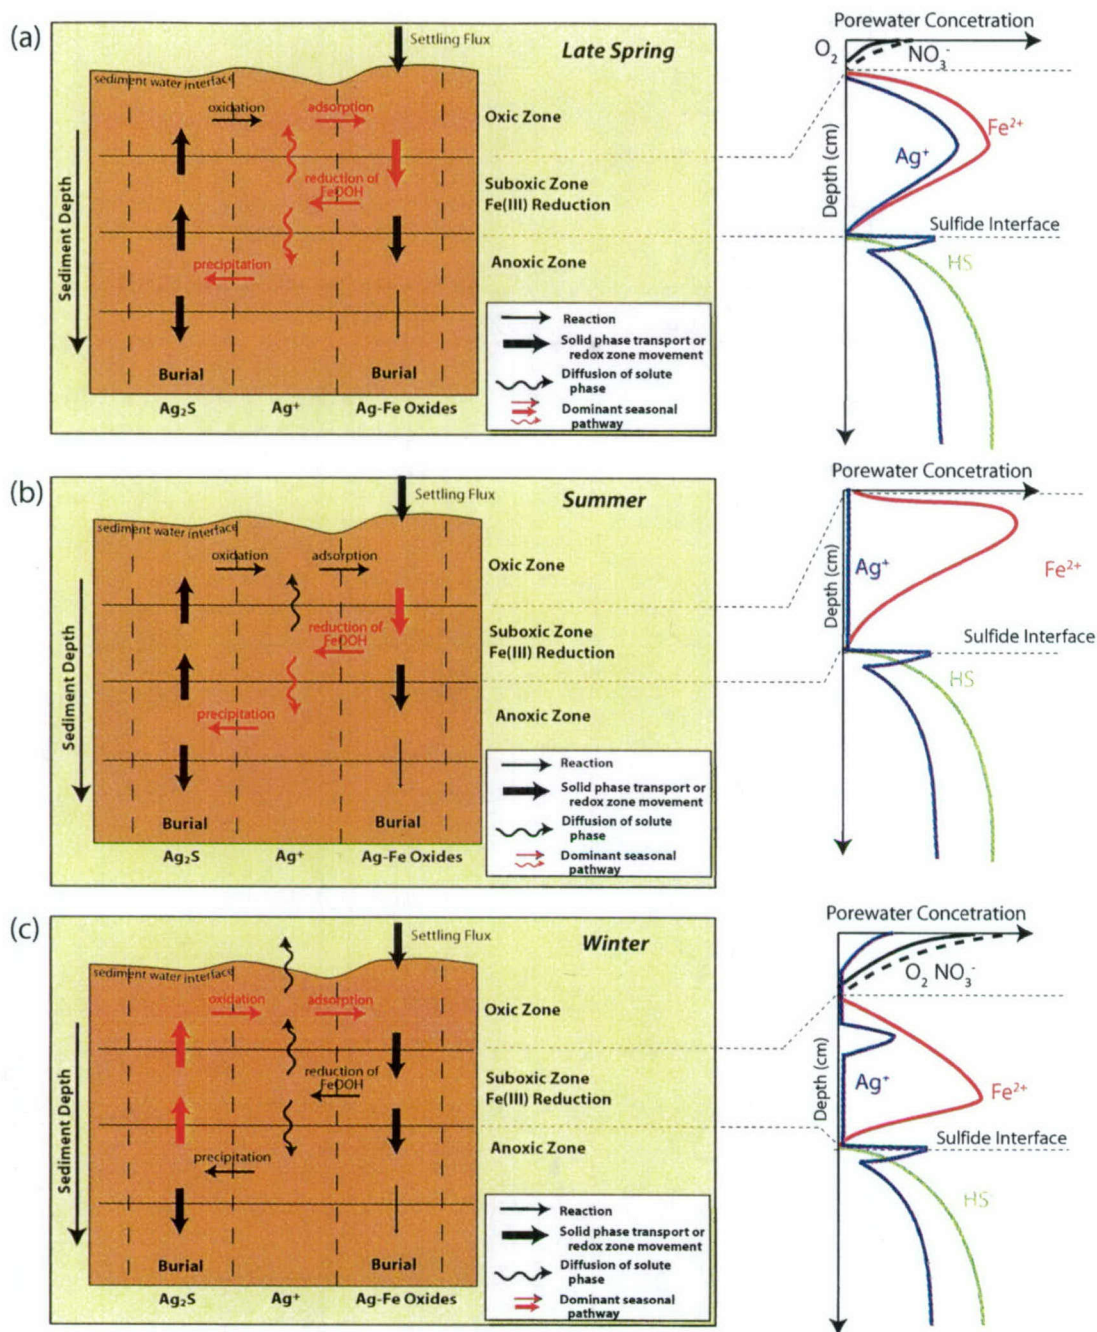 (a)
Settling Flux
Late Spring
sediment water interface
oxidation
adsorption
Oxic Zone
reduction of
FeOOH
Suboxic Zone
Fe(III) Reduction
precipitation
Anoxic Zone
Sediment Depth
Burial
Burial
Ag₂S
Ag⁺
Ag-Fe Oxides
Reaction
Solid phase transport or
redox zone movement
Diffusion of solute
phase
Dominant seasonal
pathway
Porewater Concetration
O₂
NO₃⁻
Fe²⁺
Ag⁺
Depth (cm)
Sulfide Interface
HS
(b)
Settling Flux
Summer
sediment water interface
oxidation
adsorption
Oxic Zone
reduction of
FeOOH
Suboxic Zone
Fe(III) Reduction
precipitation
Anoxic Zone
Sediment Depth
Burial
Burial
Ag₂S
Ag⁺
Ag-Fe Oxides
Reaction
Solid phase transport or
redox zone movement
Diffusion of solute
phase
Dominant seasonal
pathway
Porewater Concetration
Ag⁺
Fe²⁺
Depth (cm)
Sulfide Interface
HS
(c)
Settling Flux
Winter
sediment water interface
oxidation
adsorption
Oxic Zone
reduction of
FeOOH
Suboxic Zone
Fe(III) Reduction
precipitation
Anoxic Zone
Sediment Depth
Burial
Burial
Ag₂S
Ag⁺
Ag-Fe Oxides
Reaction
Solid phase transport or
redox zone movement
Diffusion of solute
phase
Dominant seasonal
pathway
Porewater Concetration
O₂ NO₃⁻
Ag⁺
Fe²⁺
Depth (cm)
Sulfide Interface
HS